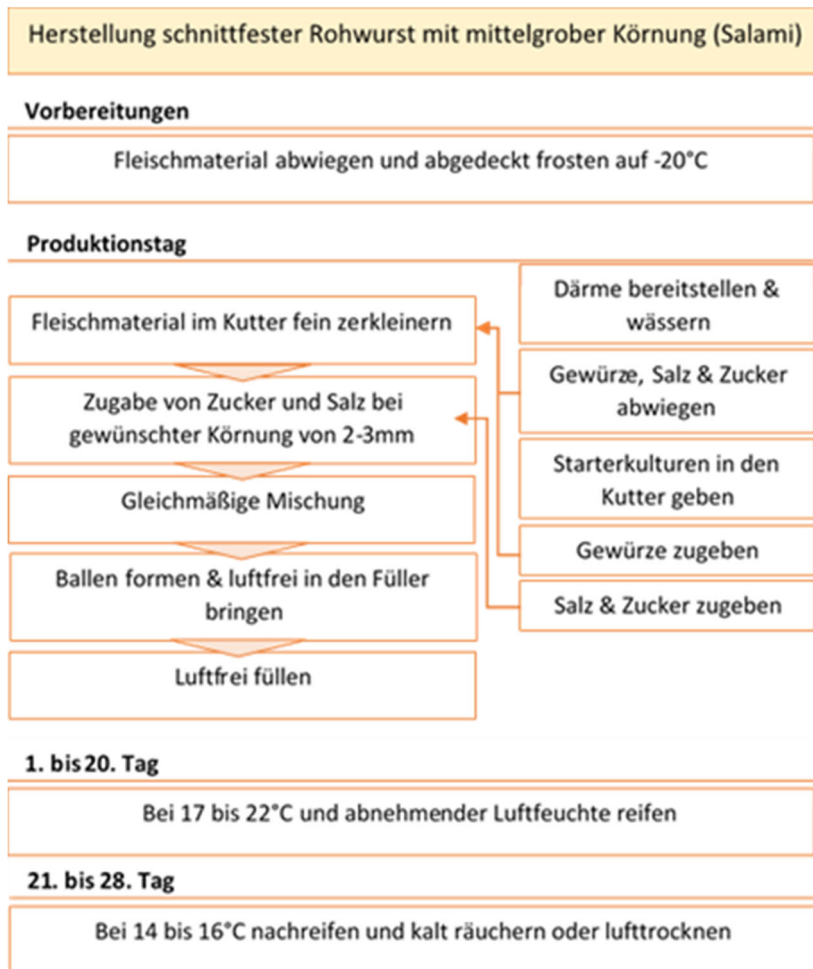 Herstellung schnittfester Rohwurst mit mittelgrober Körnung (Salami)
Vorbereitungen
Fleischmaterial abwiegen und abgedeckt frosten auf -20°C
Produktionstag
Fleischmaterial im Kutter fein zerkleinern
Zugabe von Zucker und Salz bei
gewünschter Körnung von 2-3mm
Gleichmäßige Mischung
Ballen formen & luftfrei in den Füller
bringen
Luftfrei füllen
Därme bereitstellen &
wässern
Gewürze, Salz & Zucker
abwiegen
Starterkulturen in den
Kutter geben
Gewürze zugeben
Salz & Zucker zugeben
1. bis 20. Tag
Bei 17 bis 22°C und abnehmender Luftfeuchte reifen
21. bis 28. Tag
Bei 14 bis 16°C nachreifen und kalt räuchern oder lufttrocknen